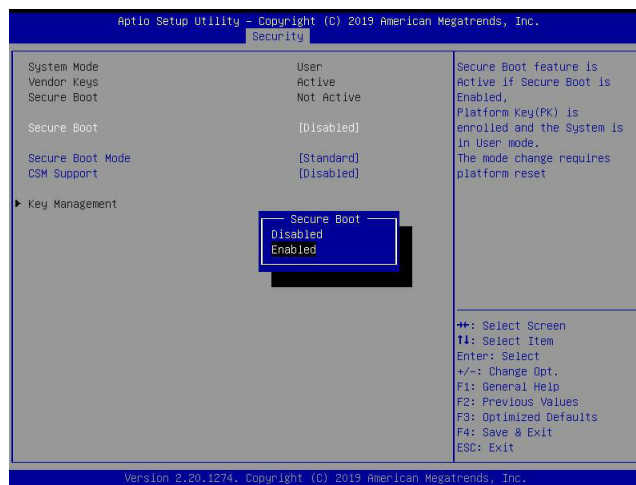 Aptio Setup Utility – Copyright (C) 2019 American Megatrends, Inc.
Security
System Mode User
Vendor Keys Active
Secure Boot Not Active
Secure Boot [Disabled]
Secure Boot Mode [Standard]
CSM Support [Disabled]
▶ Key Management
Secure Boot
Disabled
Enabled
Secure Boot feature is
Active if Secure Boot is
Enabled,
Platform Key(PK) is
enrolled and the System is
in User mode.
The mode change requires
platform reset
→←: Select Screen
↑↓: Select Item
Enter: Select
+/-: Change Opt.
F1: General Help
F2: Previous Values
F3: Optimized Defaults
F4: Save & Exit
ESC: Exit
Version 2.20.1274. Copyright (C) 2019 American Megatrends, Inc.